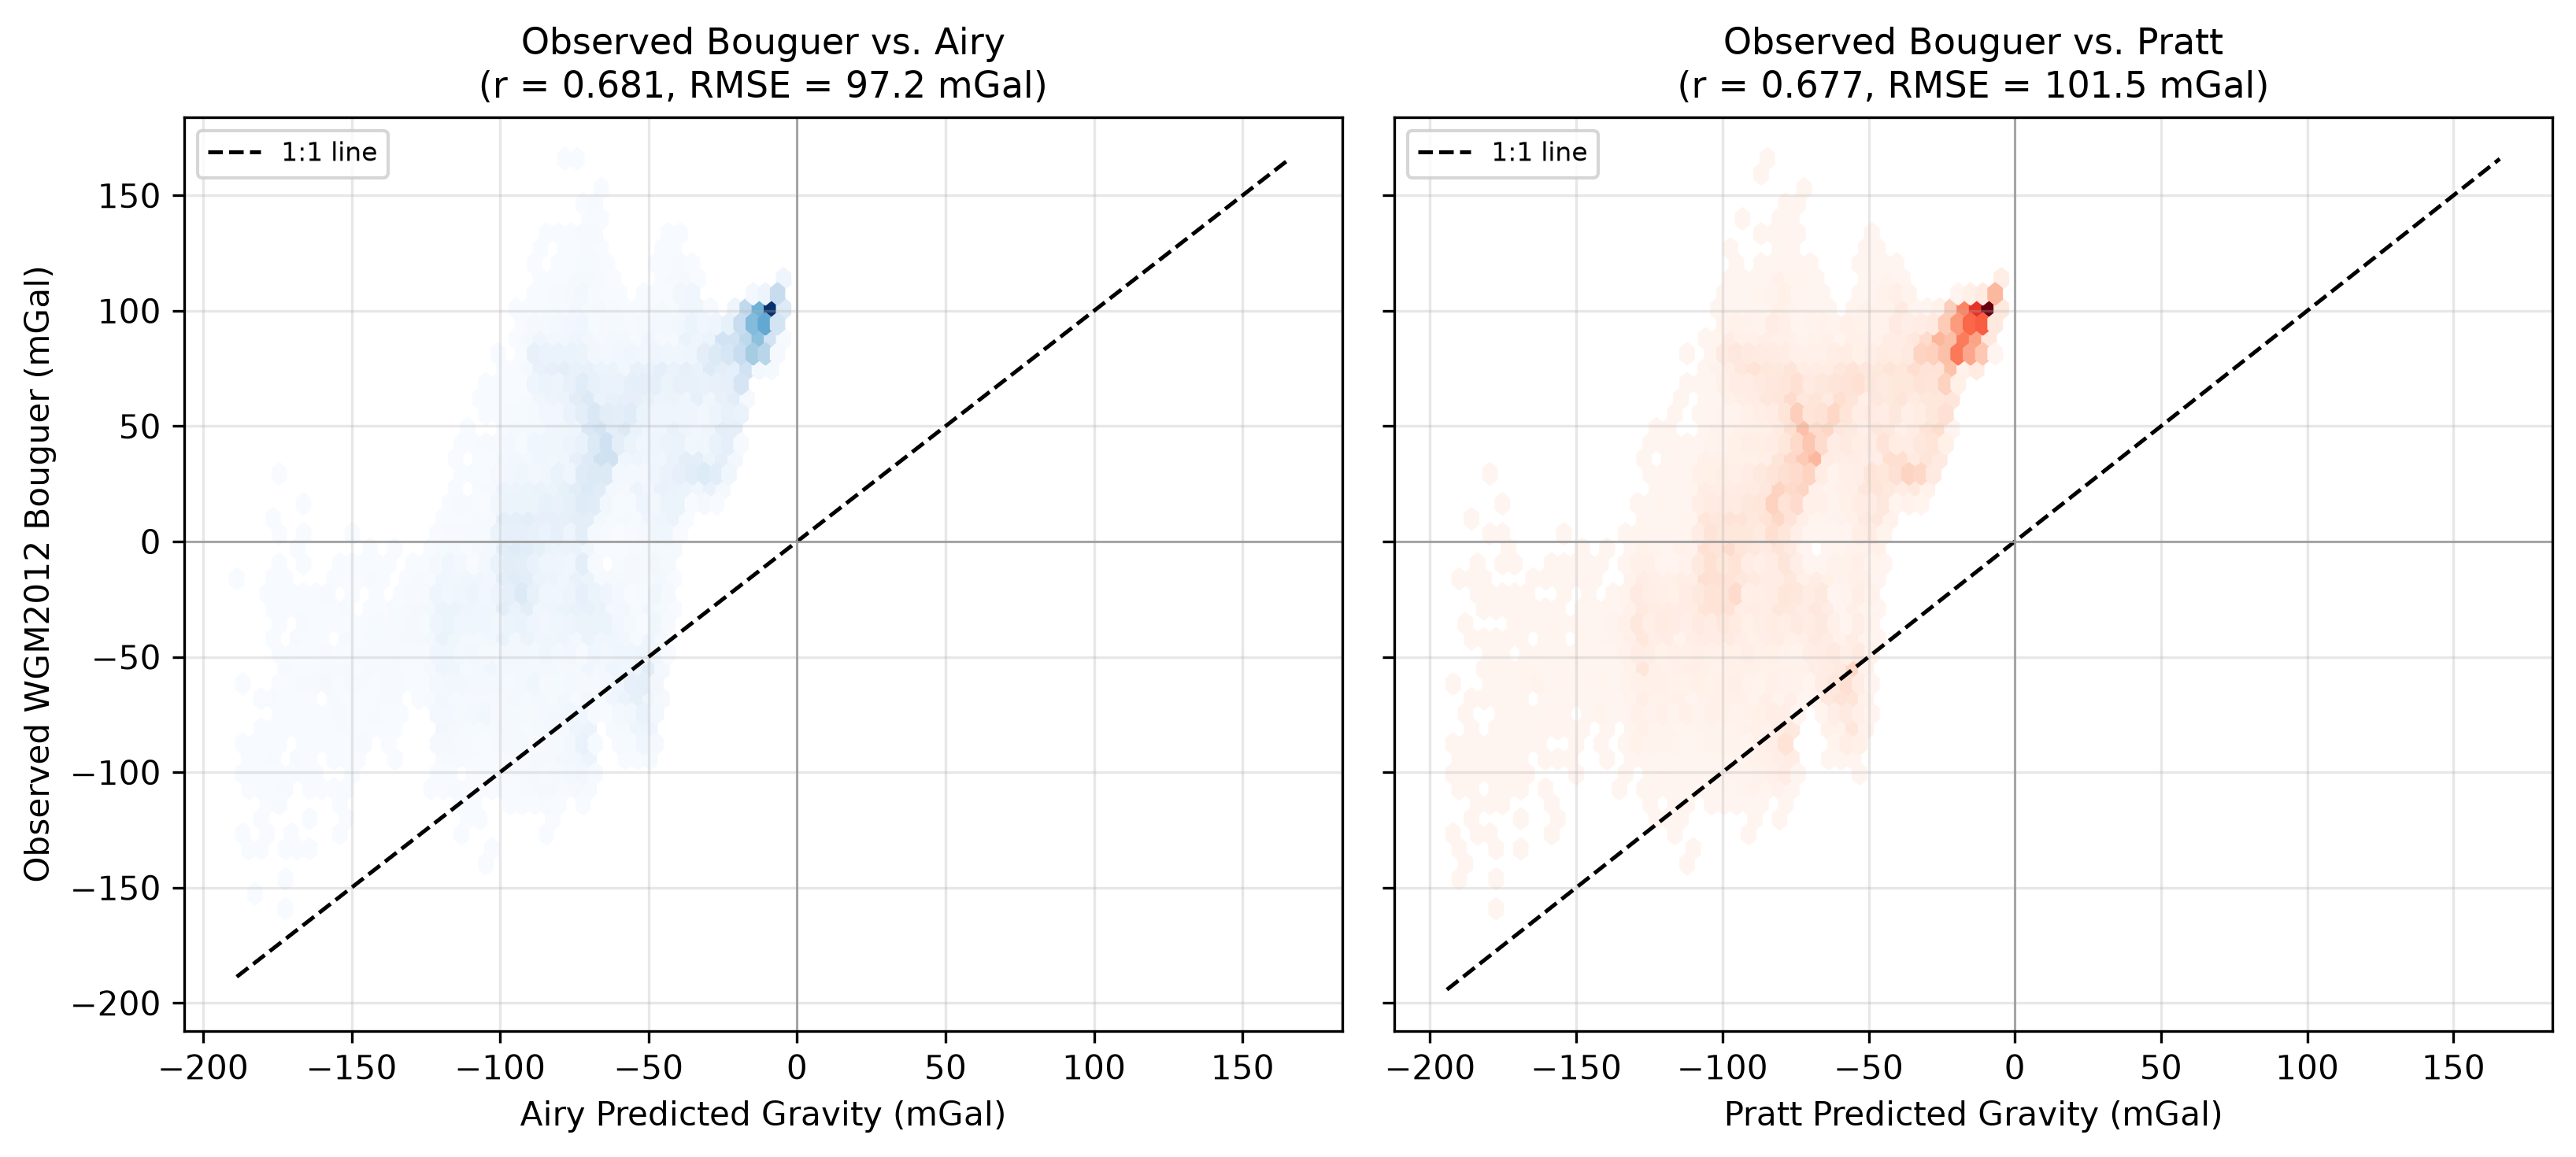 Observed Bouguer vs. Airy
(r = 0.681, RMSE = 97.2 mGal)
1:1 line
Observed WGM2012 Bouguer (mGal)
150
100
50
0
−50
−100
−150
−200
−200 −150 −100 −50 0 50 100 150
Airy Predicted Gravity (mGal)
Observed Bouguer vs. Pratt
(r = 0.677, RMSE = 101.5 mGal)
1:1 line
−200 −150 −100 −50 0 50 100 150
Pratt Predicted Gravity (mGal)